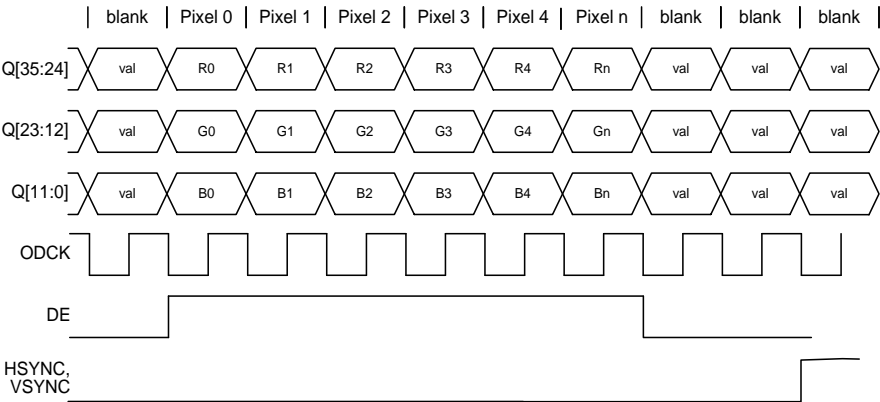 blank Pixel 0 Pixel 1 Pixel 2 Pixel 3 Pixel 4 Pixel n blank blank blank
Q[35:24] val R0 R1 R2 R3 R4 Rn val val val
Q[23:12] val G0 G1 G2 G3 G4 Gn val val val
Q[11:0] val B0 B1 B2 B3 B4 Bn val val val
ODCK
DE
HSYNC,
VSYNC